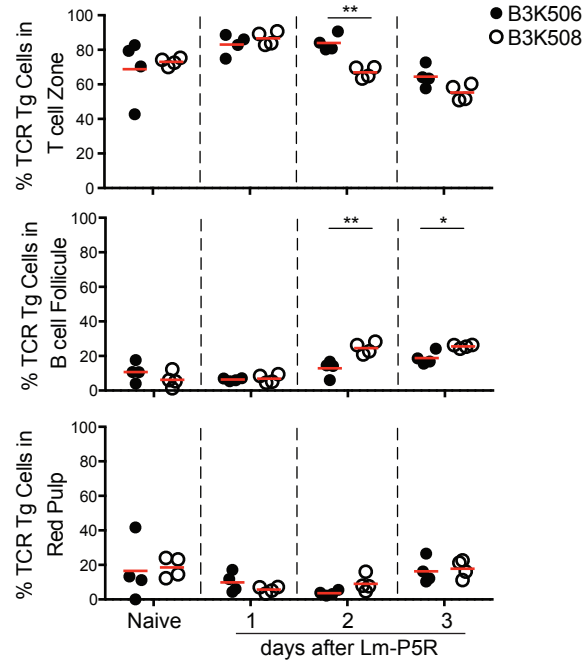 B3K506
B3K508
% TCR Tg Cells in
T cell Zone
100
80
60
40
20
0
**
% TCR Tg Cells in
B cell Follicule
100
80
60
40
20
0
**
*
% TCR Tg Cells in
Red Pulp
100
80
60
40
20
0
Naive
1
2
3
days after Lm-P5R